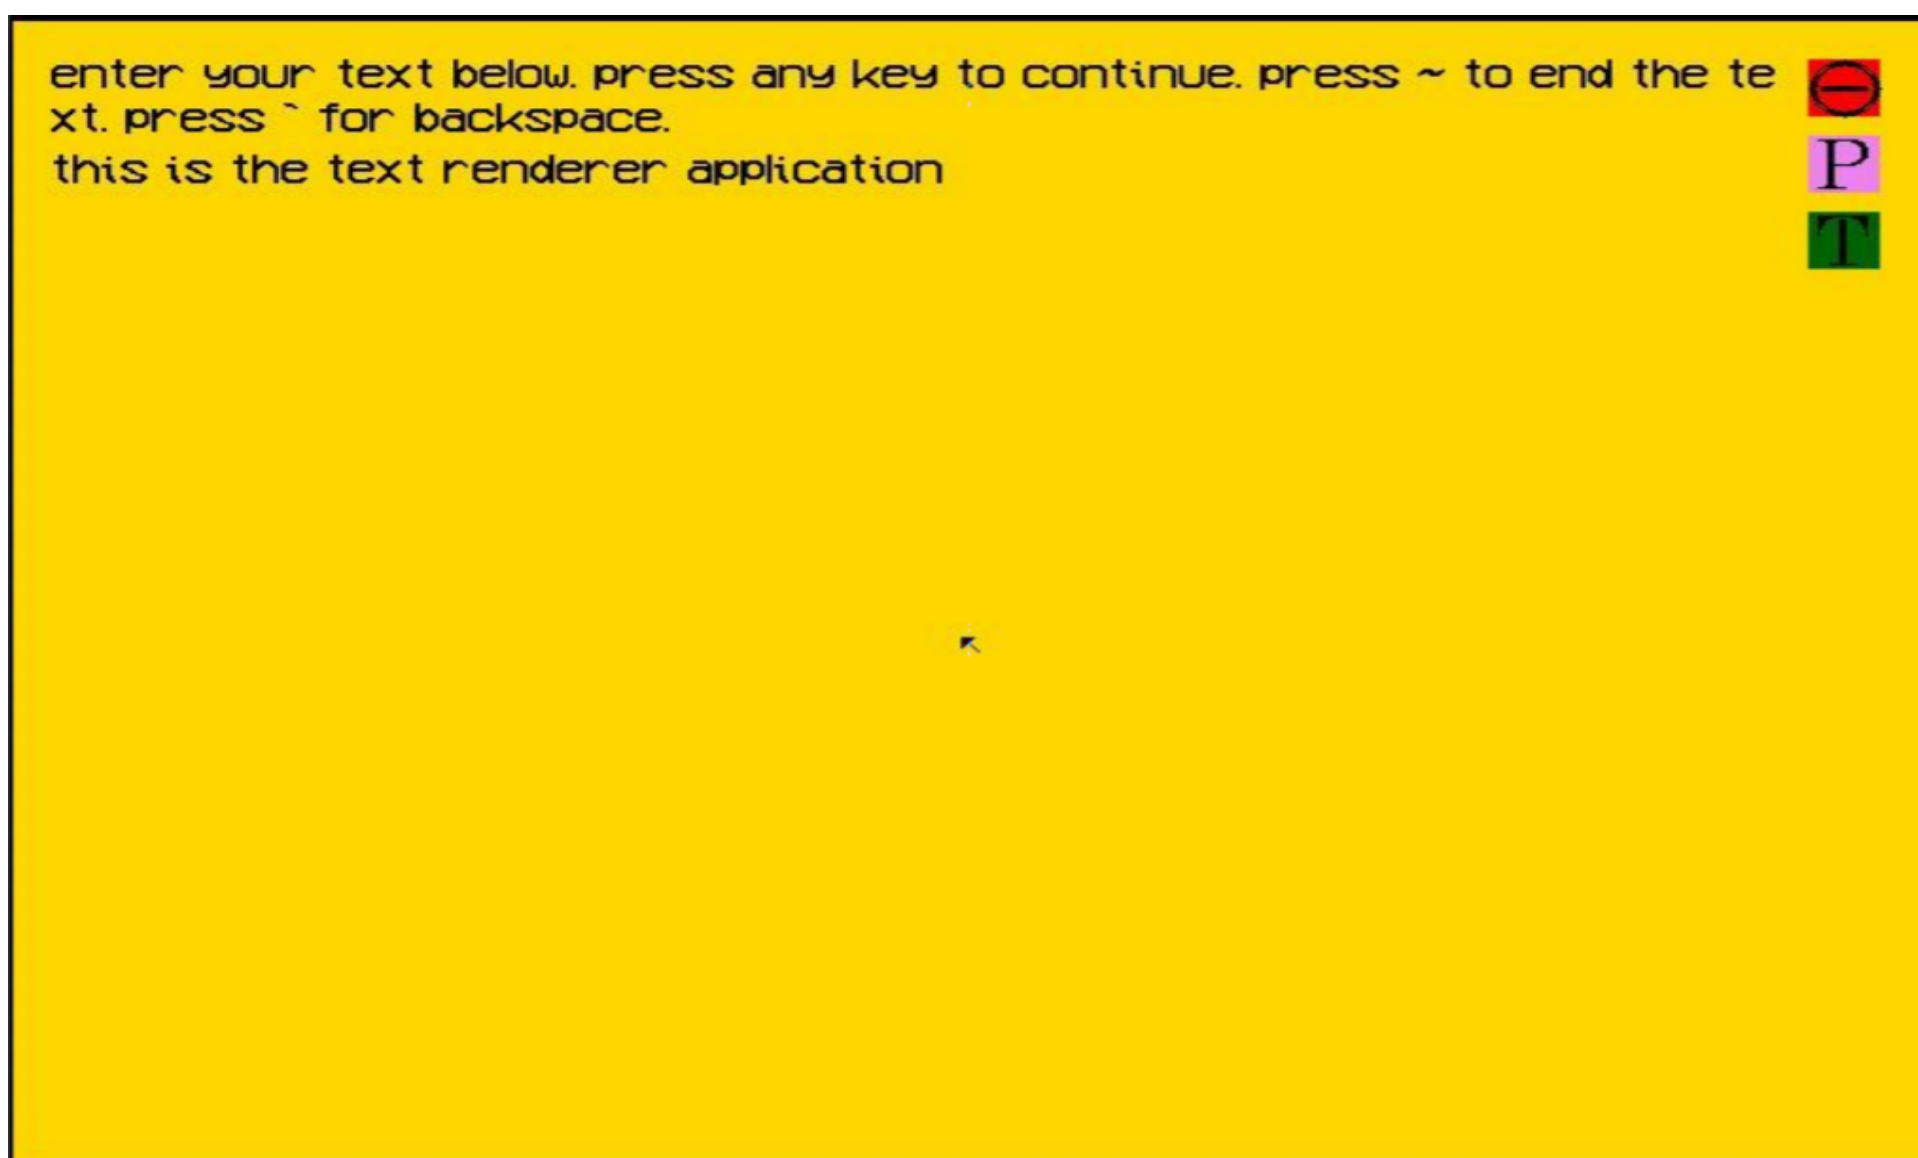 enter your text below. press any key to continue. press ~ to end the te
xt. press ` for backspace.
this is the text renderer application
P
T